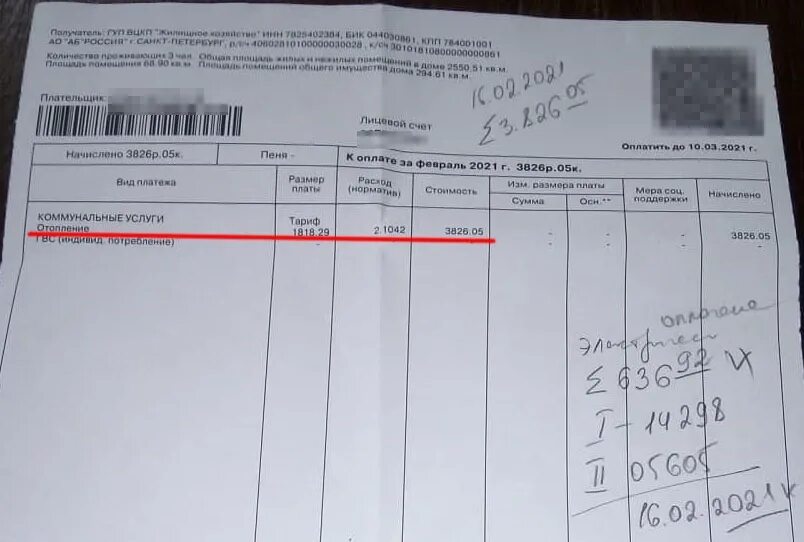 Получатель: ГУП ВЦКП "Жилищное хозяйство" ИНН 7825402384, БИК 044030861, КПП 784001001
АО "АБ"РОССИЯ" г. САНКТ-ПЕТЕРБУРГ, р/сч 40602810100000030028 , к/сч 30101810800000000861
Количество проживающих 3 чел. Общая площадь жилых и нежилых помещений в доме 2550.51 кв.м.
Площадь помещения 68.90 кв.м. Площадь помещений общего имущества дома 294.61 кв.м.
16.02.2021
Σ3.826 05
Плательщик:
Лицевой счет
Оплатить до 10.03.2021 г.
Начислено 3826р.05к. Пеня - К оплате за февраль 2021 г. 3826р.05к.
Вид платежа Размер платы Расход (норматив) Стоимость Изм. размера платы Мера соц. поддержки Начислено
Сумма Осн.**
КОММУНАЛЬНЫЕ УСЛУГИ Тариф
Отопление 1818.29 2.1042 3826.05 - - - 3826.05
ГВС (индивид. потребление) - - -
оплачено
Электричест
Σ 636 92 V
I - 14298
II 05605
16.02.2021